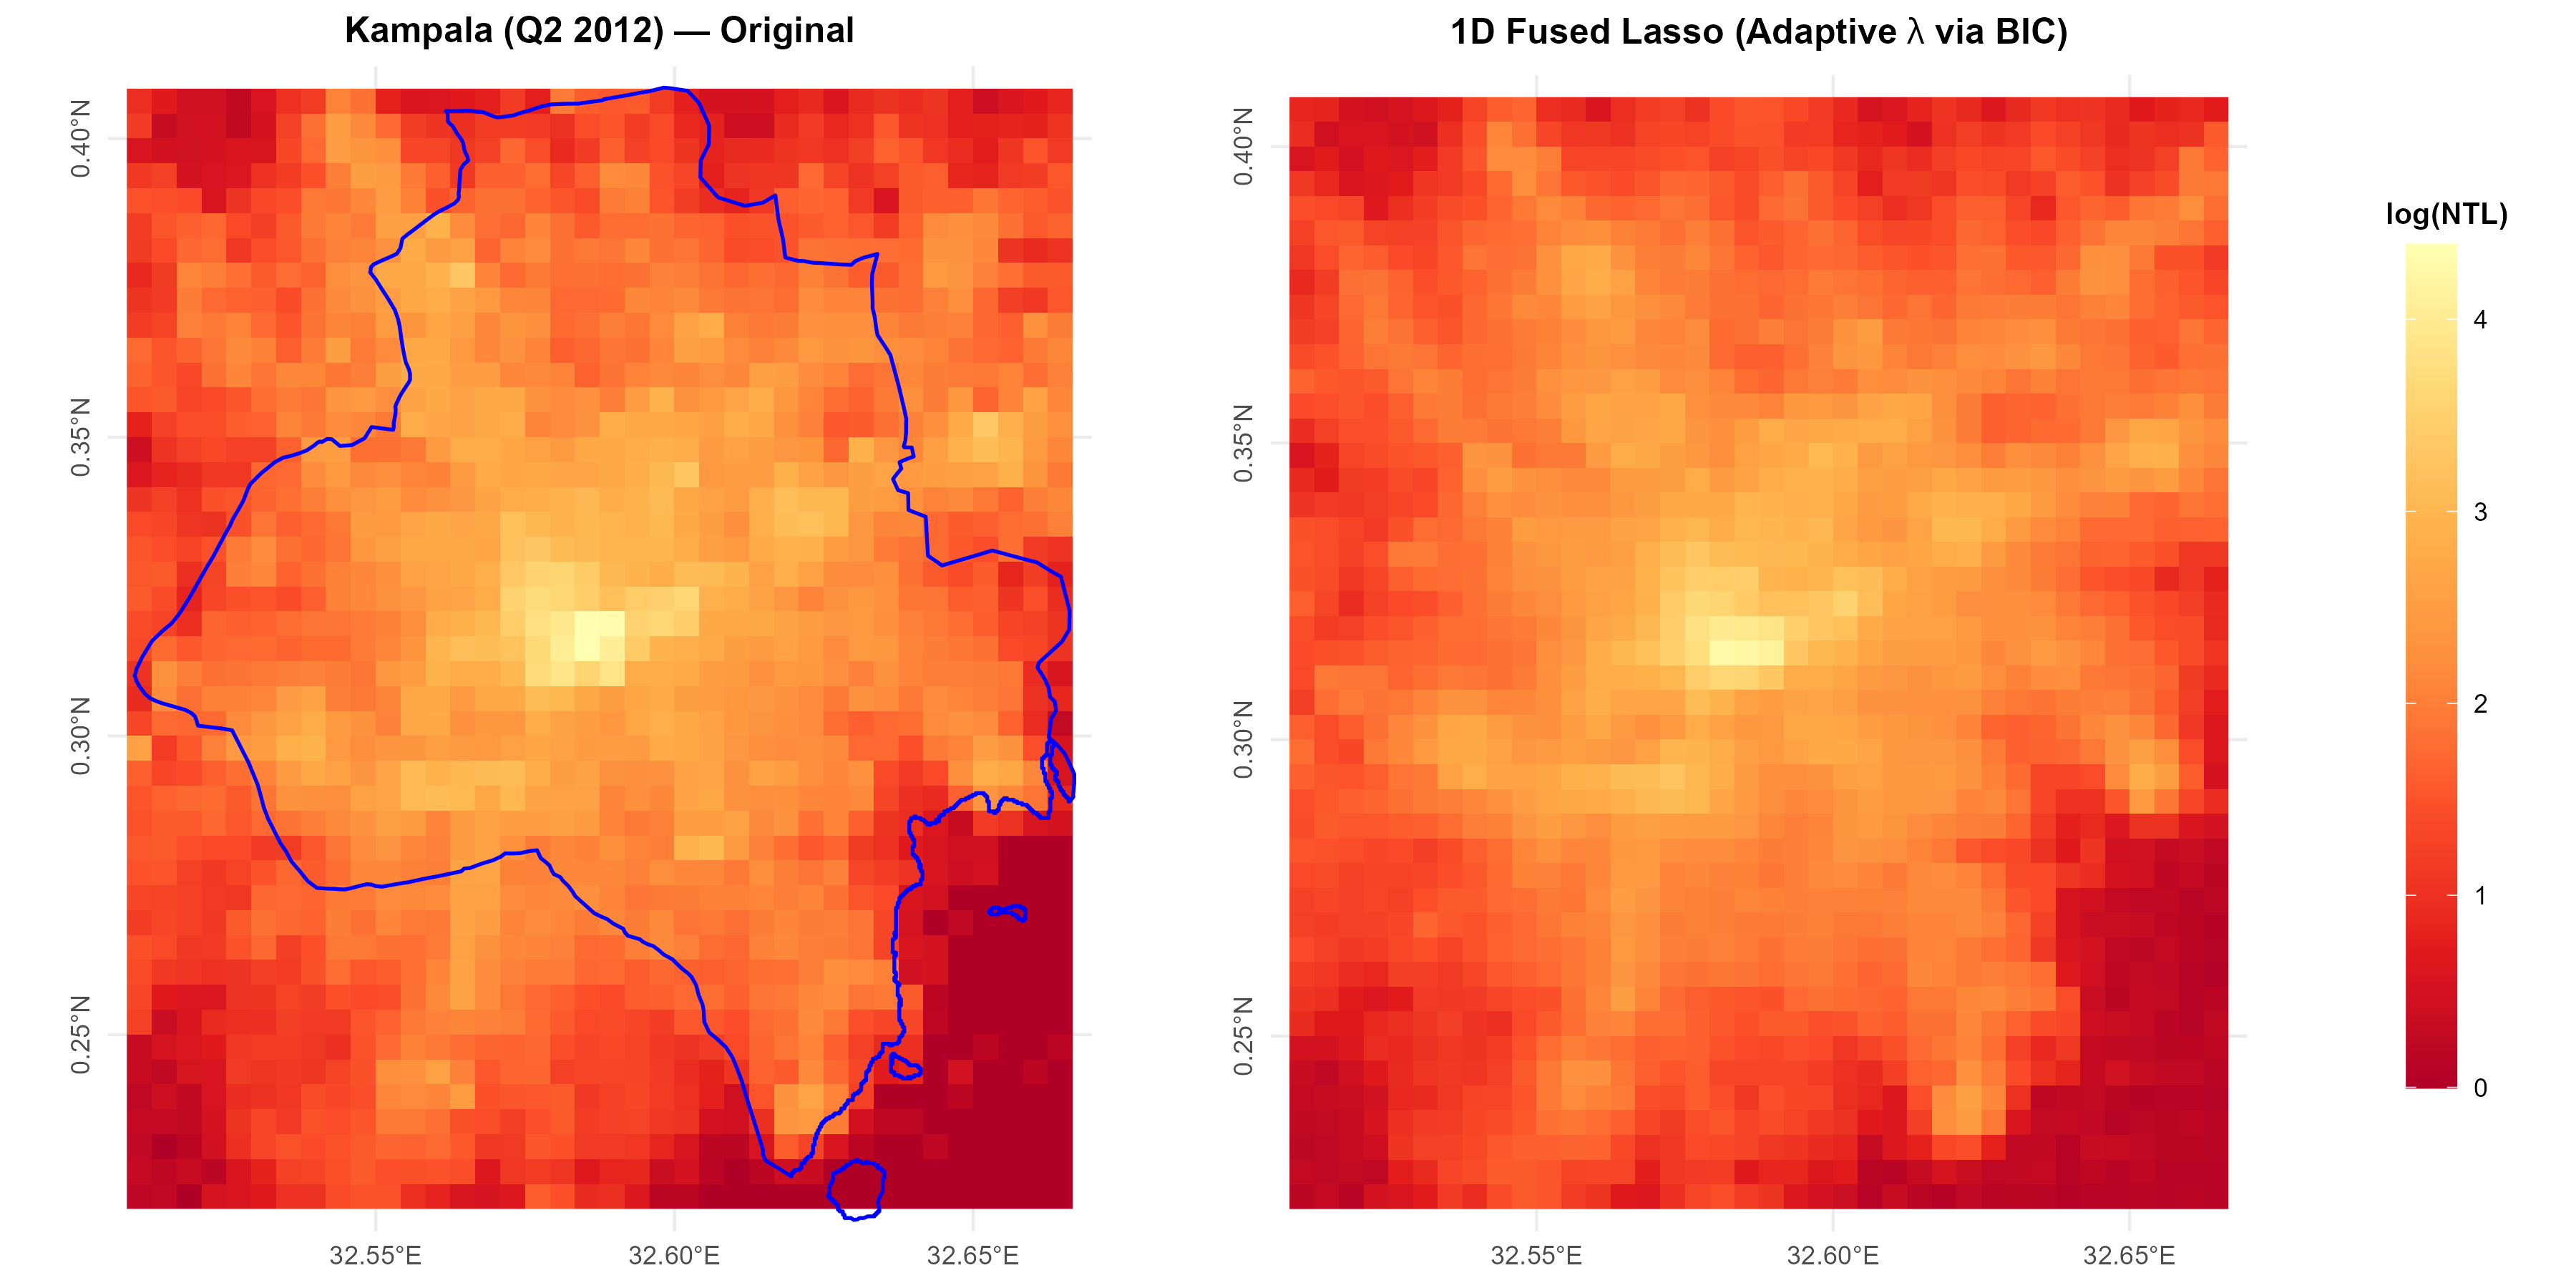 Kampala (Q2 2012) — Original
0.40°N
0.35°N
0.30°N
0.25°N
32.55°E
32.60°E
32.65°E
1D Fused Lasso (Adaptive λ via BIC)
0.40°N
0.35°N
0.30°N
0.25°N
32.55°E
32.60°E
32.65°E
log(NTL)
4
3
2
1
0